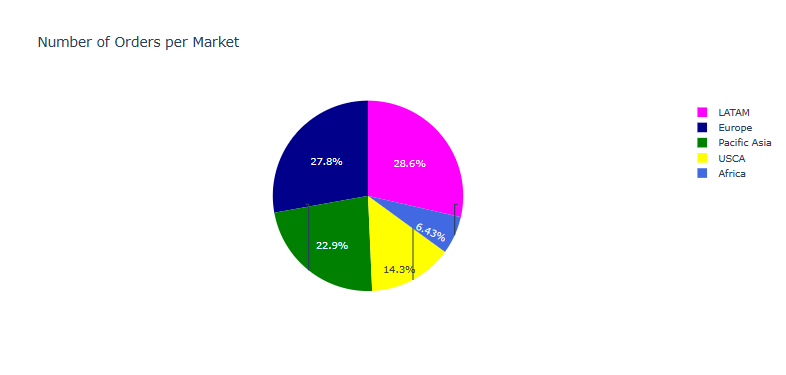 Number of Orders per Market
LATAM
Europe
Pacific Asia
USCA
Africa
27.8%
28.6%
6.43%
22.9%
14.3%